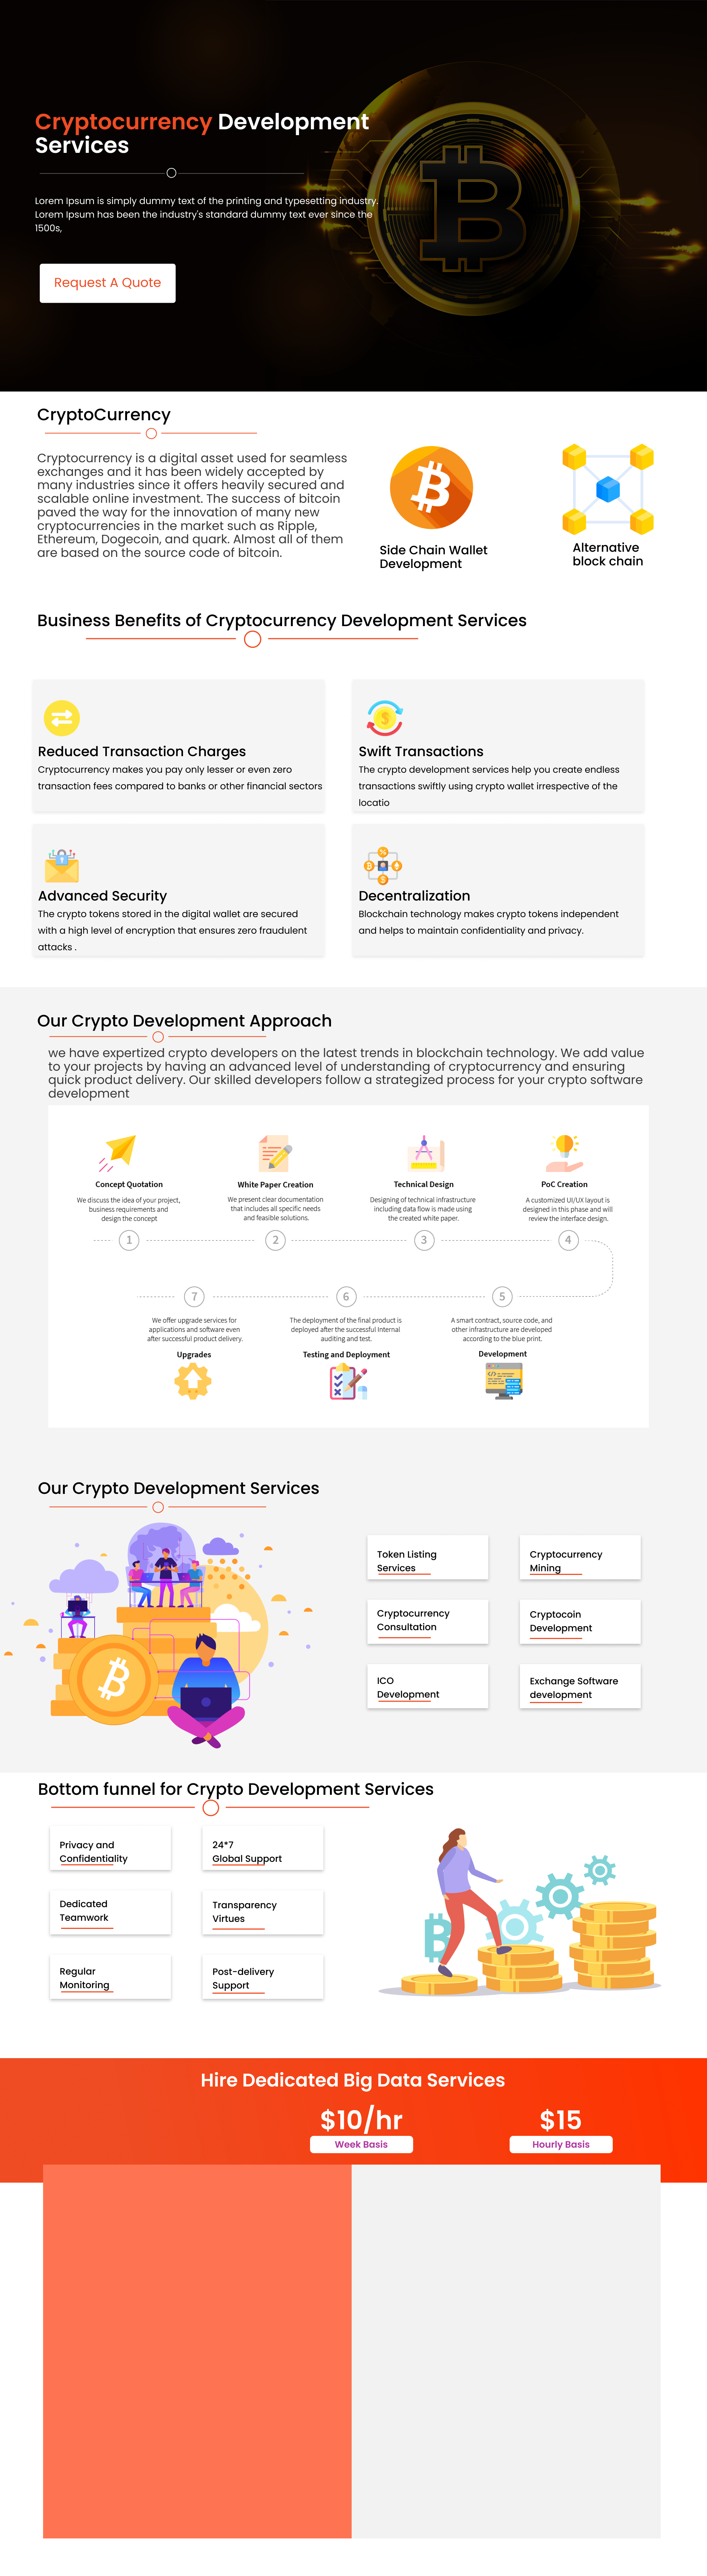 Cryptocurrency Development
Services
Lorem Ipsum is simply dummy text of the printing and typesetting industry.
Lorem Ipsum has been the industry's standard dummy text ever since the
1500s,
Request A Quote
CryptoCurrency
Cryptocurrency is a digital asset used for seamless
exchanges and it has been widely accepted by
many industries since it offers heavily secured and
scalable online investment. The success of bitcoin
paved the way for the innovation of many new
cryptocurrencies in the market such as Ripple,
Ethereum, Dogecoin, and quark. Almost all of them
are based on the source code of bitcoin.
Side Chain Wallet
Development
Alternative
block chain
Business Benefits of Cryptocurrency Development Services
Reduced Transaction Charges
Cryptocurrency makes you pay only lesser or even zero
transaction fees compared to banks or other financial sectors
Swift Transactions
The crypto development services help you create endless
transactions swiftly using crypto wallet irrespective of the
locatio
Advanced Security
The crypto tokens stored in the digital wallet are secured
with a high level of encryption that ensures zero fraudulent
attacks .
Decentralization
Blockchain technology makes crypto tokens independent
and helps to maintain confidentiality and privacy.
Our Crypto Development Approach
we have expertized crypto developers on the latest trends in blockchain technology. We add value
to your projects by having an advanced level of understanding of cryptocurrency and ensuring
quick product delivery. Our skilled developers follow a strategized process for your crypto software
development
Concept Quotation
We discuss the idea of your project,
business requirements and
design the concept
1
White Paper Creation
We present clear documentation
that includes all specific needs
and feasible solutions.
2
Technical Design
Designing of technical infrastructure
including data flow is made using
the created white paper.
3
PoC Creation
A customized UI/UX layout is
designed in this phase and will
review the interface design.
4
7
We offer upgrade services for
applications and software even
after successful product delivery.
Upgrades
6
The deployment of the final product is
deployed after the successful Internal
auditing and test.
Testing and Deployment
5
A smart contract, source code, and
other infrastructure are developed
according to the blue print.
Development
Our Crypto Development Services
Token Listing
Services
Cryptocurrency
Mining
Cryptocurrency
Consultation
Cryptocoin
Development
ICO
Development
Exchange Software
development
Bottom funnel for Crypto Development Services
Privacy and
Confidentiality
24*7
Global Support
Dedicated
Teamwork
Transparency
Virtues
Regular
Monitoring
Post-delivery
Support
Hire Dedicated Big Data Services
$10/hr
Week Basis
$15
Hourly Basis